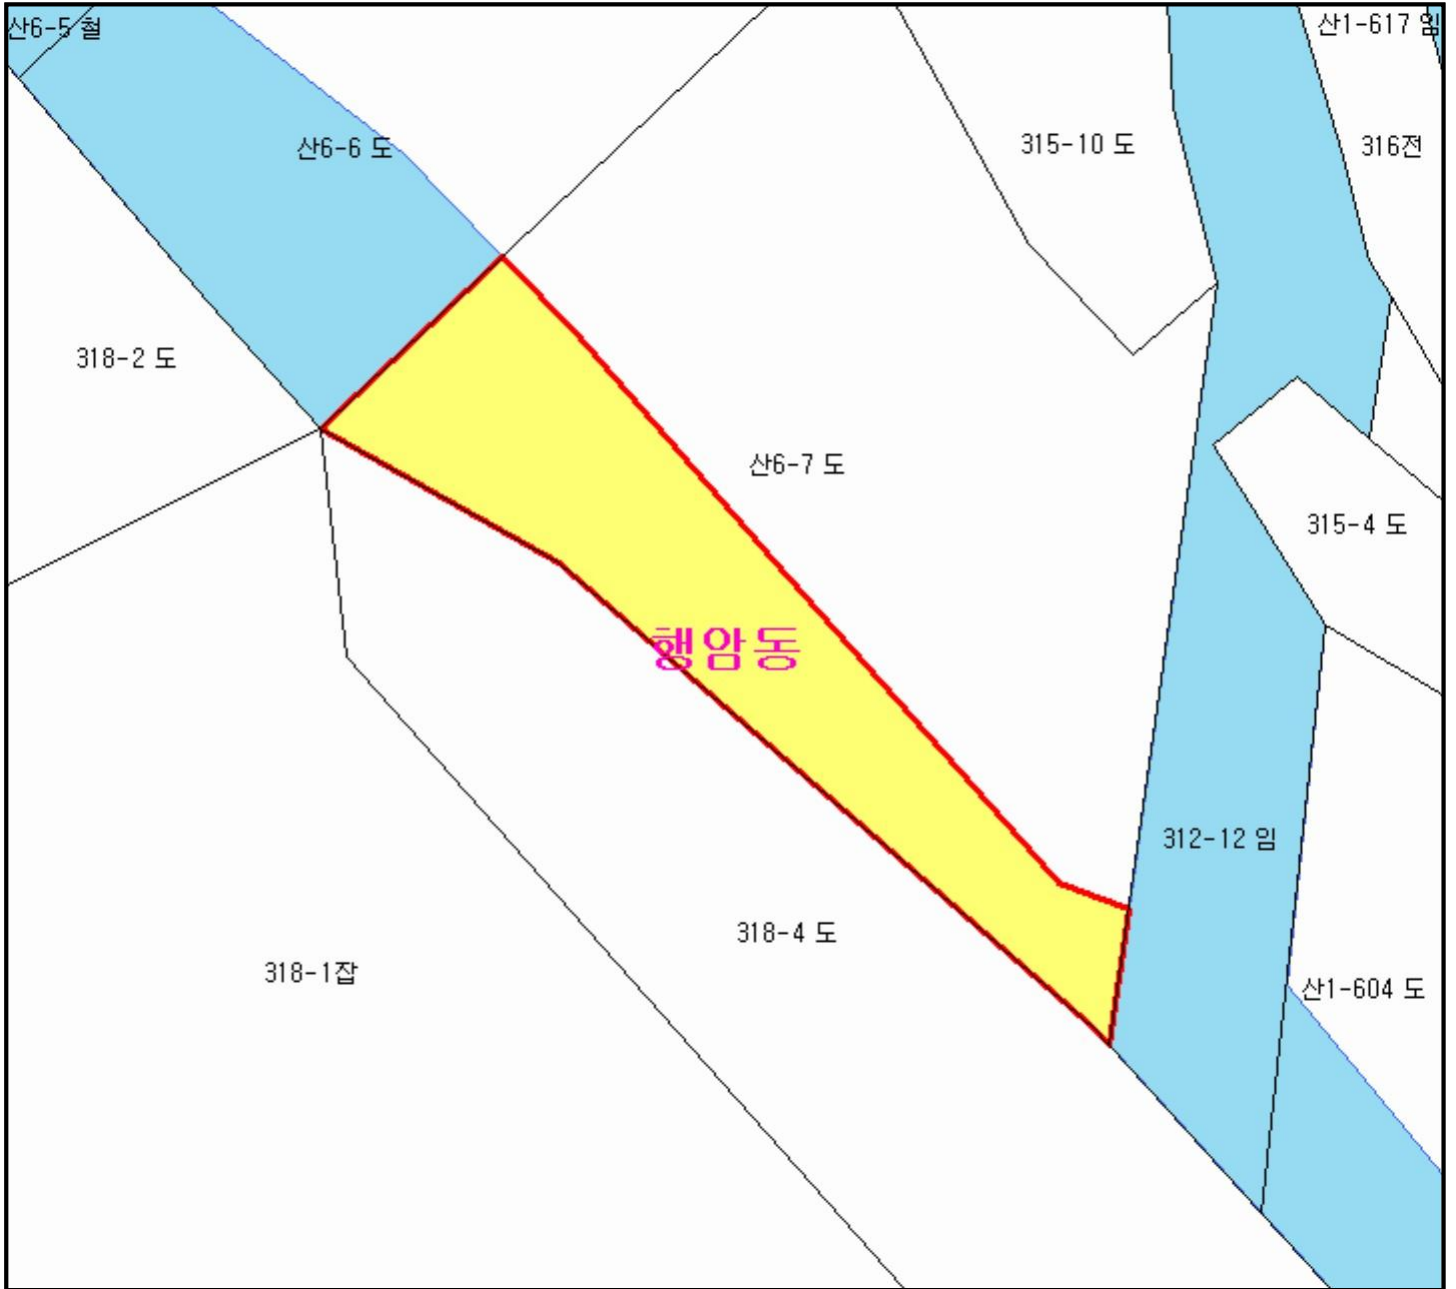 산6-5 철
산1-617 임
산6-6 도
315-10 도
316전
318-2 도
산6-7 도
315-4 도
행암동
312-12 임
318-4 도
318-1잡
산1-604 도